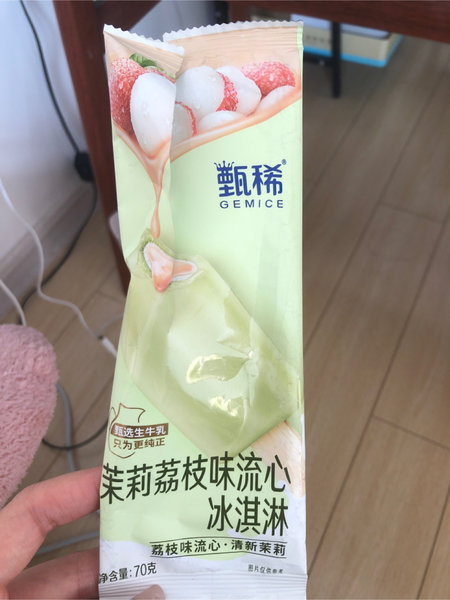 甄稀®
GEMICE
甄选生牛乳
只为更纯正
茉莉荔枝味流心
冰淇淋
荔枝味流心·清新茉莉
净含量:70克
图片仅供参考